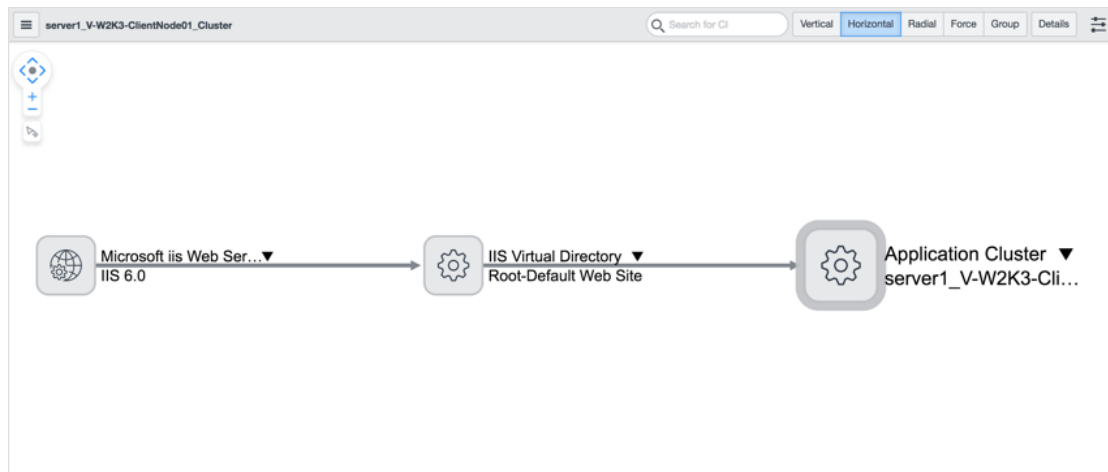 server1_V-W2K3-ClientNode01_Cluster
Search for CI
Vertical
Horizontal
Radial
Force
Group
Details
Microsoft iis Web Ser...
IIS 6.0
IIS Virtual Directory
Root-Default Web Site
Application Cluster
server1_V-W2K3-Cli...